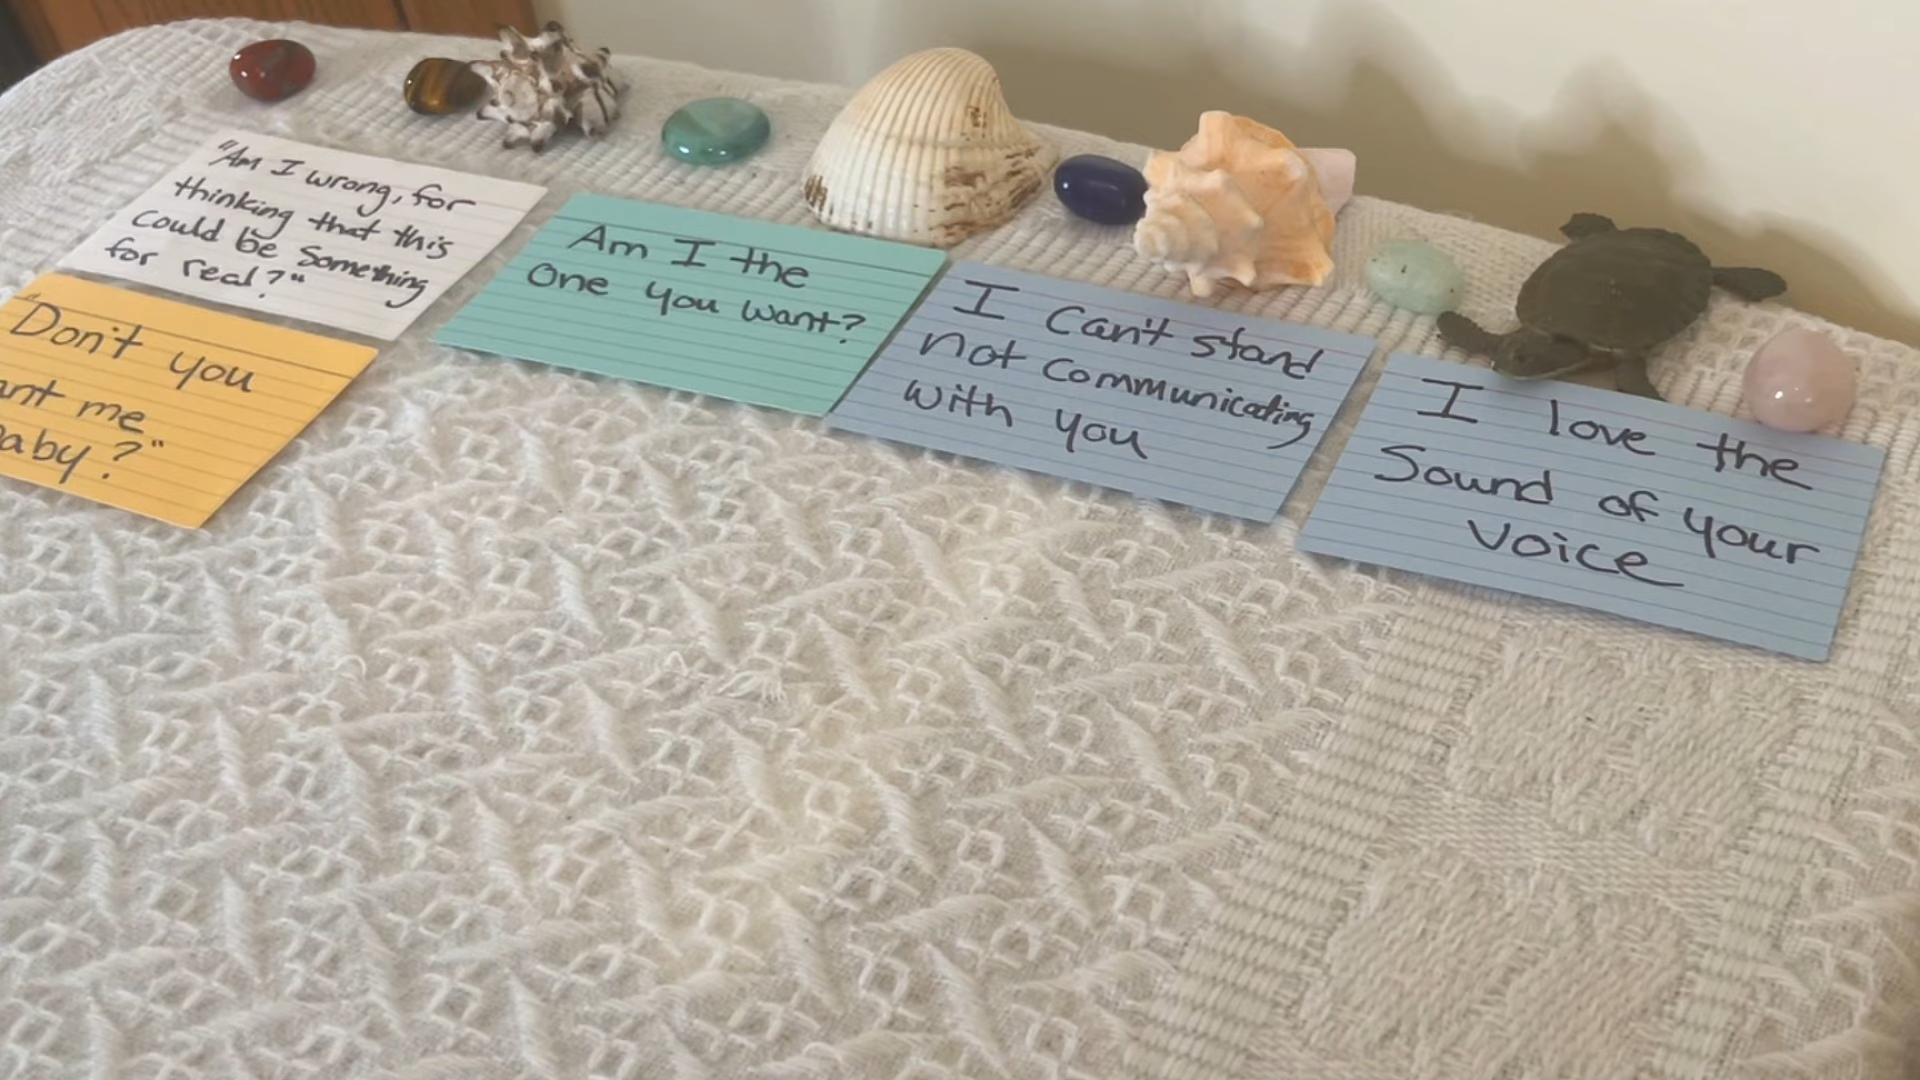 "Am I wrong, for
thinking that this
could be something
for real?"
"Don't you
me
?"
Am I the
One you want?
I Can't stand
not communicating
with you
I love the
Sound of your
Voice